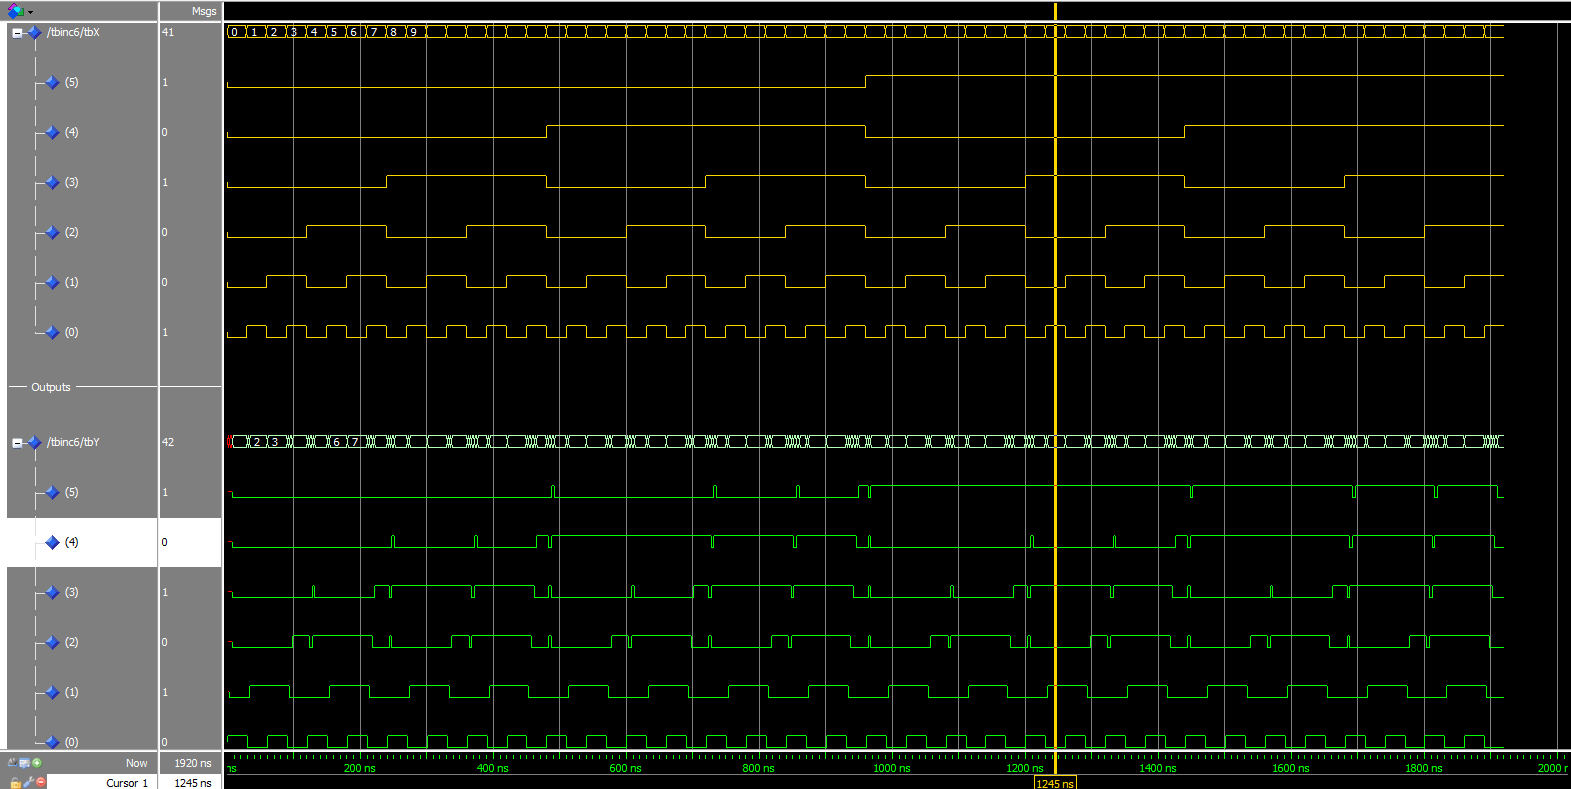 Msgs
/tbinc6/tbX 41 0 1 2 3 4 5 6 7 8 9
(5) 1
(4) 0
(3) 1
(2) 0
(1) 0
(0) 1
Outputs
/tbinc6/tbY 42 2 3 6 7
(5) 1
(4) 0
(3) 1
(2) 0
(1) 1
(0) 0
Now 1920 ns ns 200 ns 400 ns 600 ns 800 ns 1000 ns 1200 ns 1400 ns 1600 ns 1800 ns 2000 r
Cursor 1 1245 ns 1245 ns